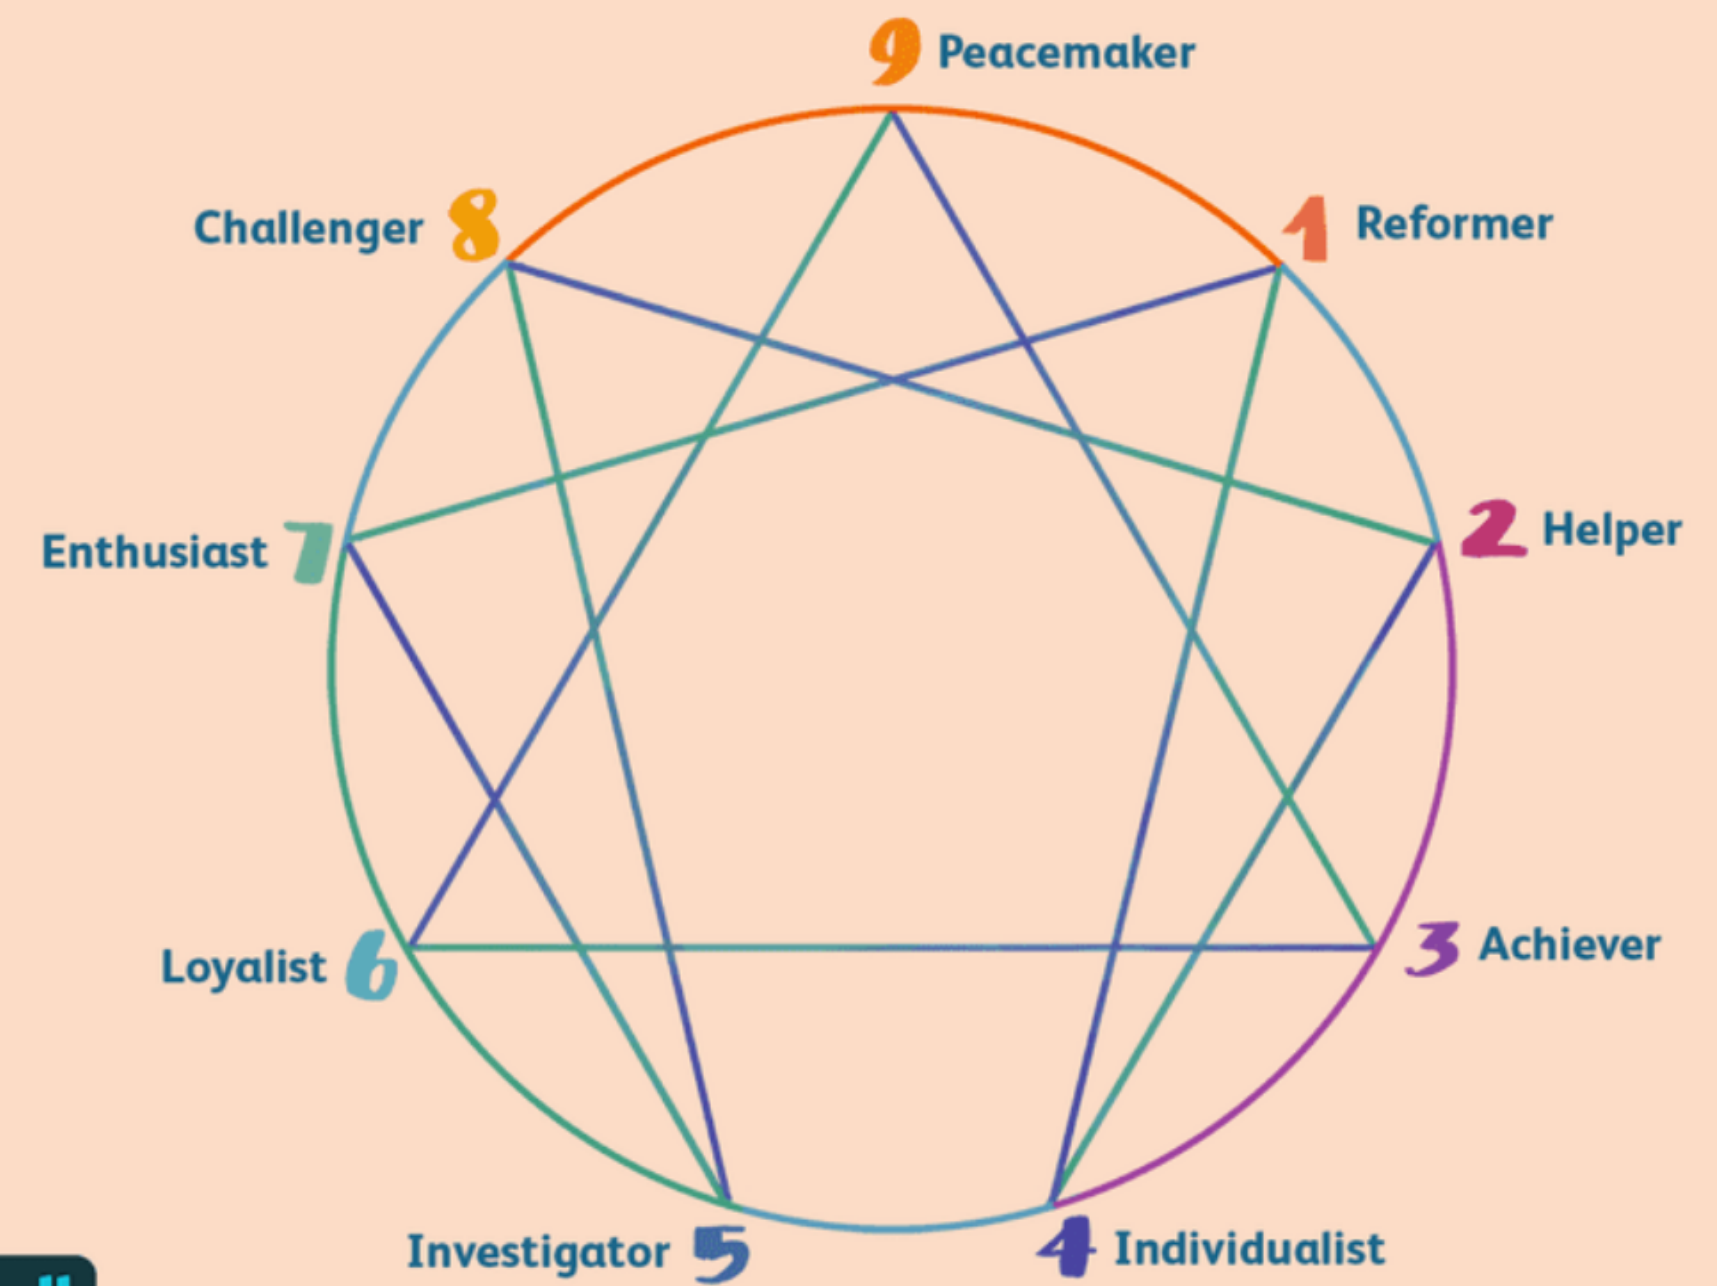 9 Peacemaker
Challenger 8
1 Reformer
Enthusiast 7
2 Helper
Loyalist 6
3 Achiever
Investigator 5
4 Individualist